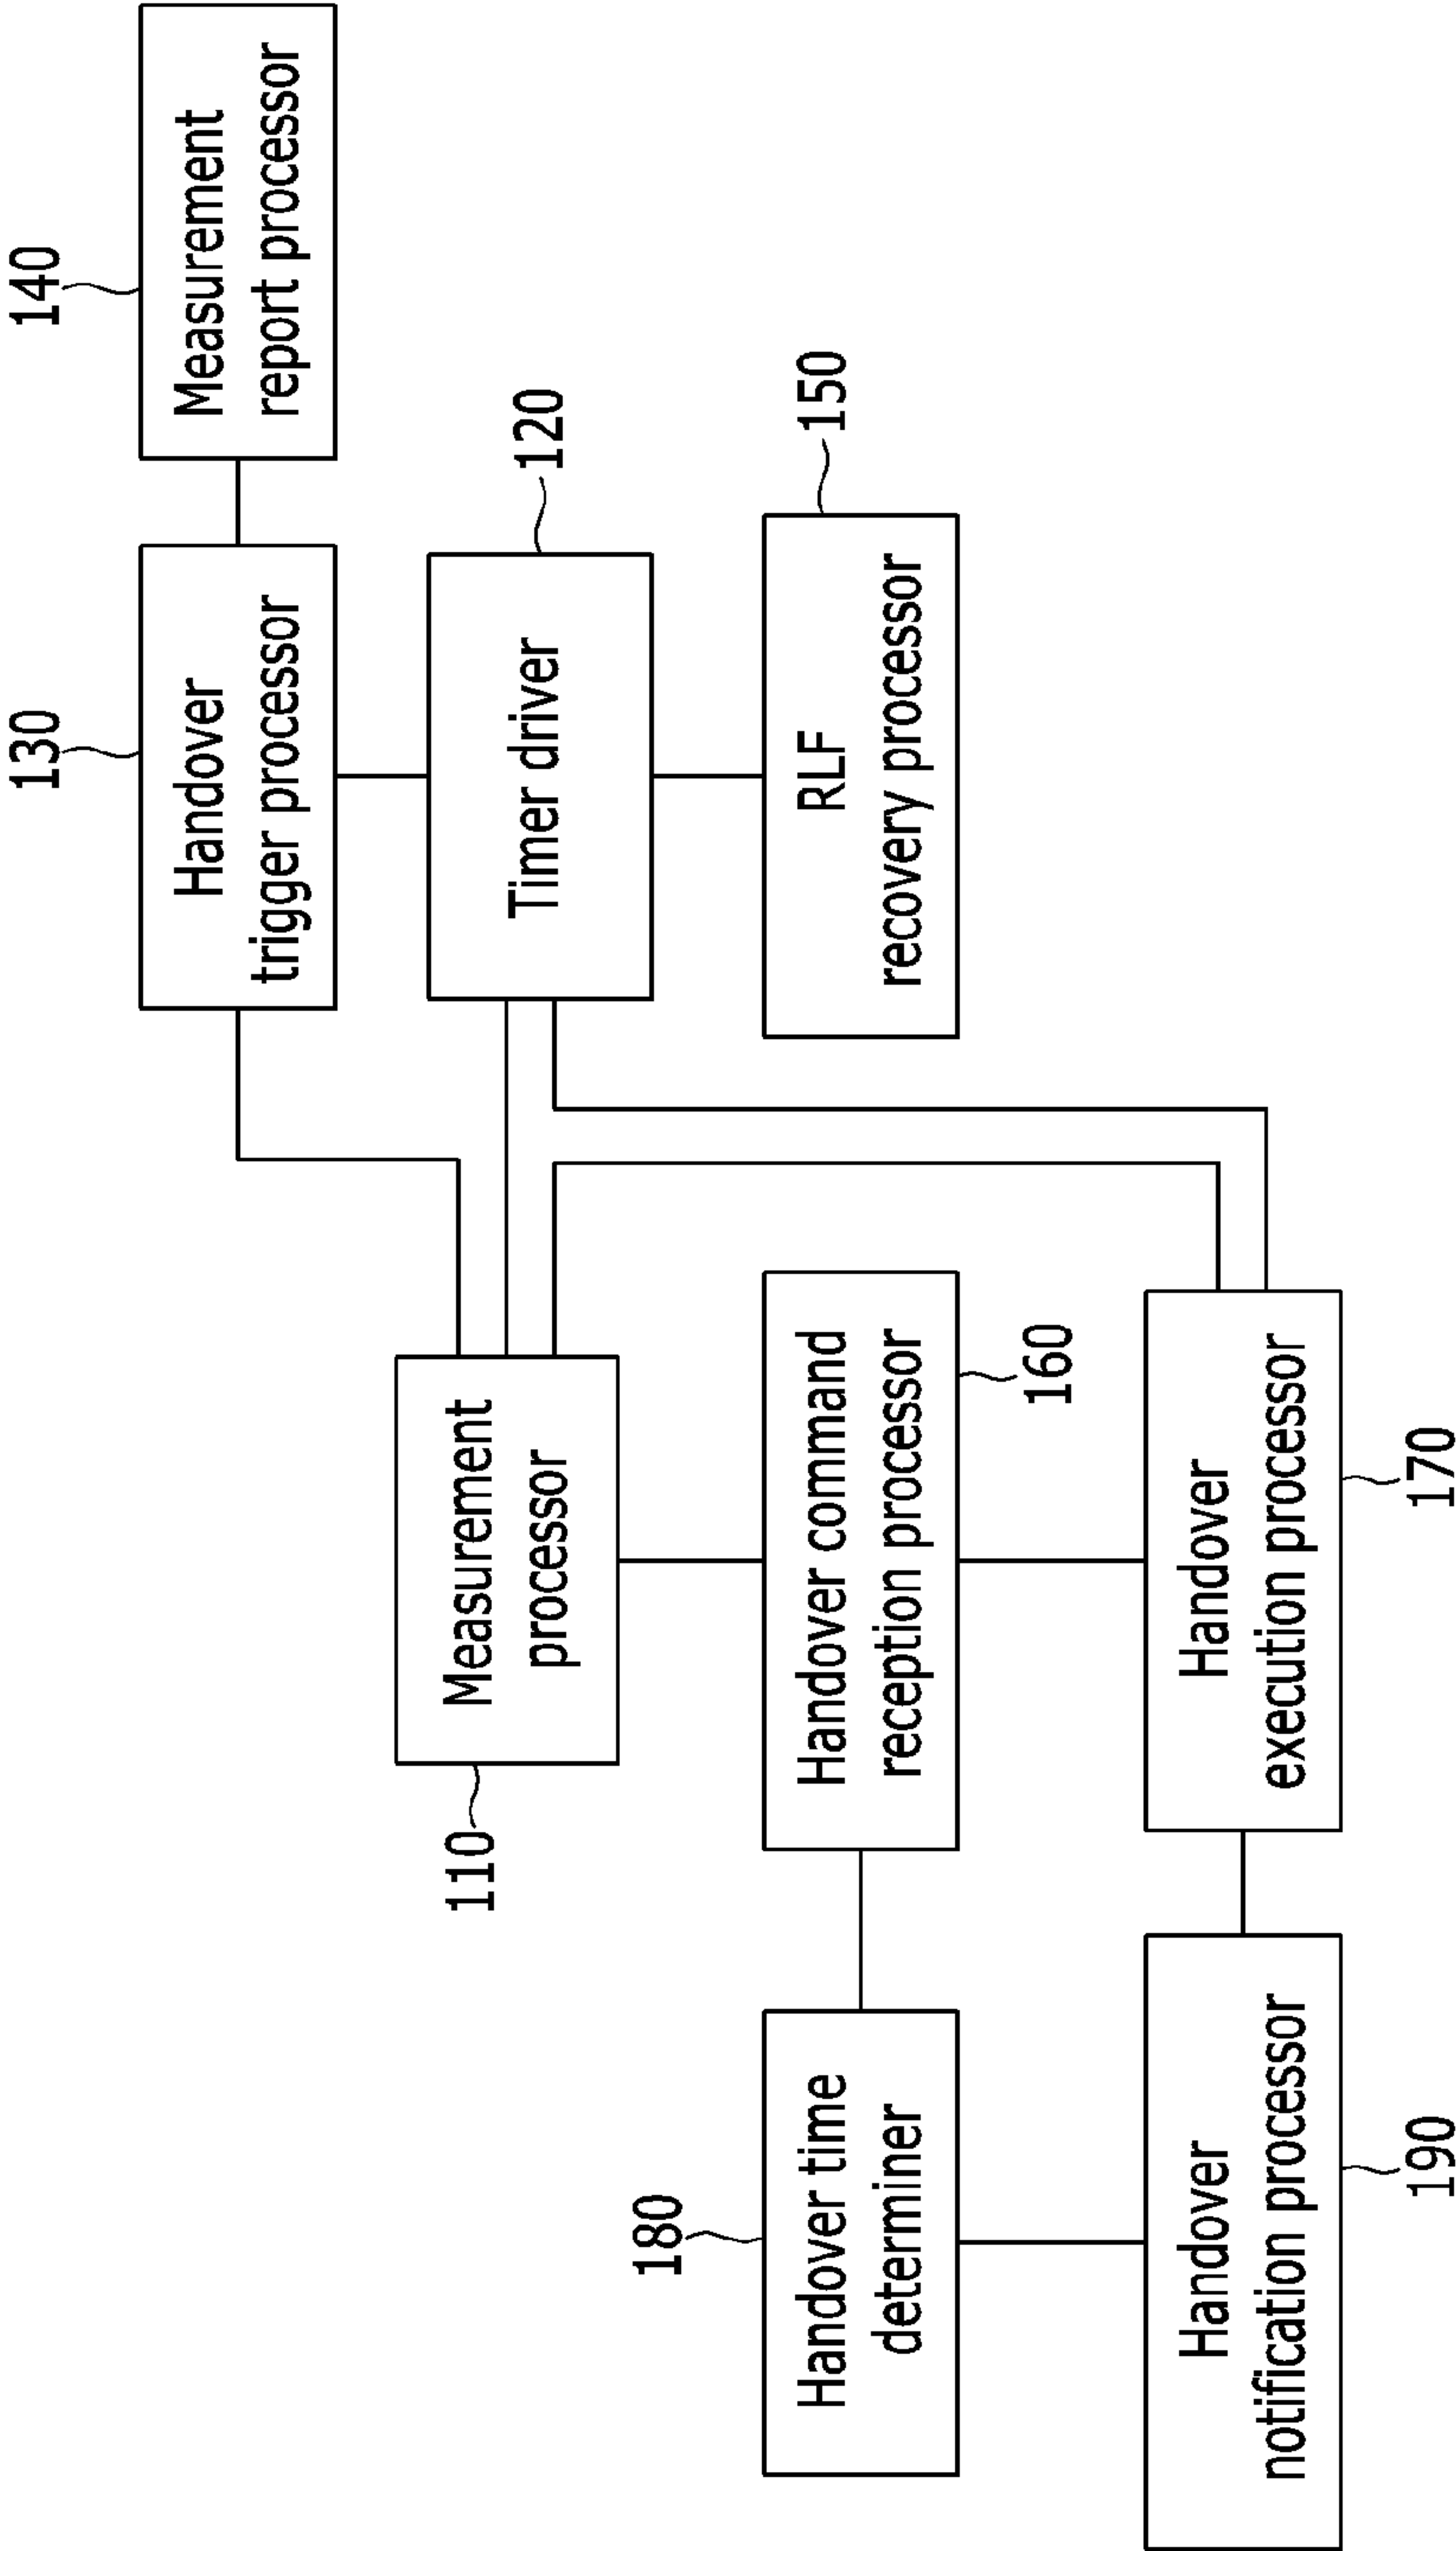 130
140
Handover
trigger processor
Measurement
report processor
110
Measurement
processor
120
Timer driver
180
Handover time
determiner
Handover command
reception processor
160
150
RLF
recovery processor
Handover
notification processor
190
Handover
execution processor
170